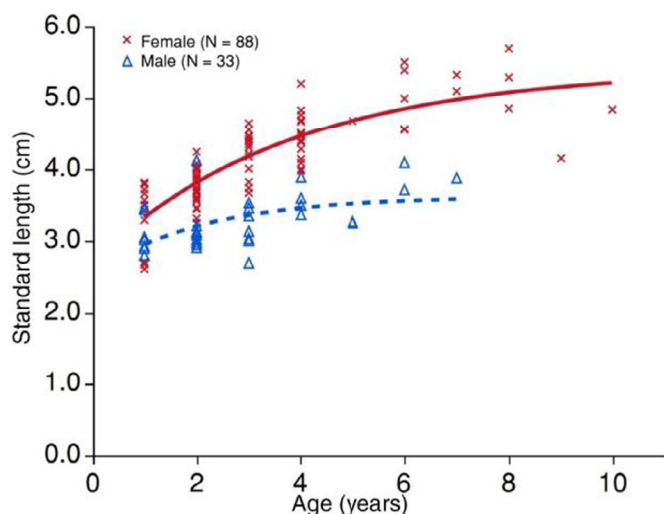 6.0
× Female (N = 88)
△ Male (N = 33)
5.0
4.0
3.0
2.0
1.0
0.0
Standard length (cm)
0 2 4 6 8 10
Age (years)